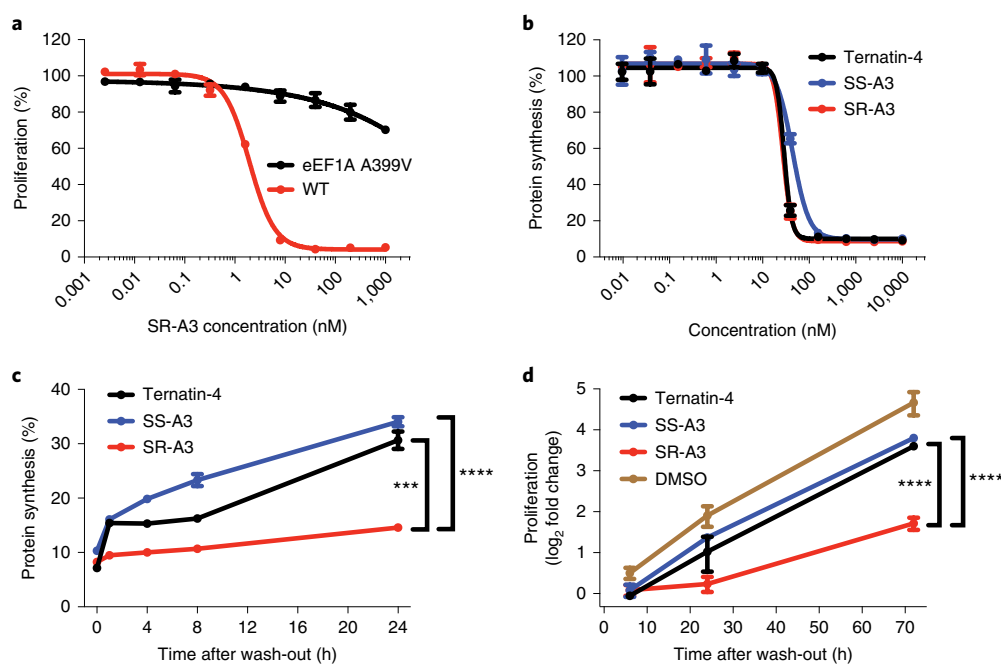 a
120
100
80
60
40
20
0
Proliferation (%)
eEF1A A399V
WT
0.001
0.01
0.1
1
10
100
1,000
SR-A3 concentration (nM)
b
120
100
80
60
40
20
0
Protein synthesis (%)
Ternatin-4
SS-A3
SR-A3
0.01
0.1
1
10
100
1,000
10,000
Concentration (nM)
c
40
30
20
10
0
Protein synthesis (%)
Ternatin-4
SS-A3
SR-A3
***
****
0
4
8
12
16
20
24
Time after wash-out (h)
d
5
4
3
2
1
0
Proliferation
(log2 fold change)
Ternatin-4
SS-A3
SR-A3
DMSO
****
****
0
10
20
30
40
50
60
70
Time after wash-out (h)